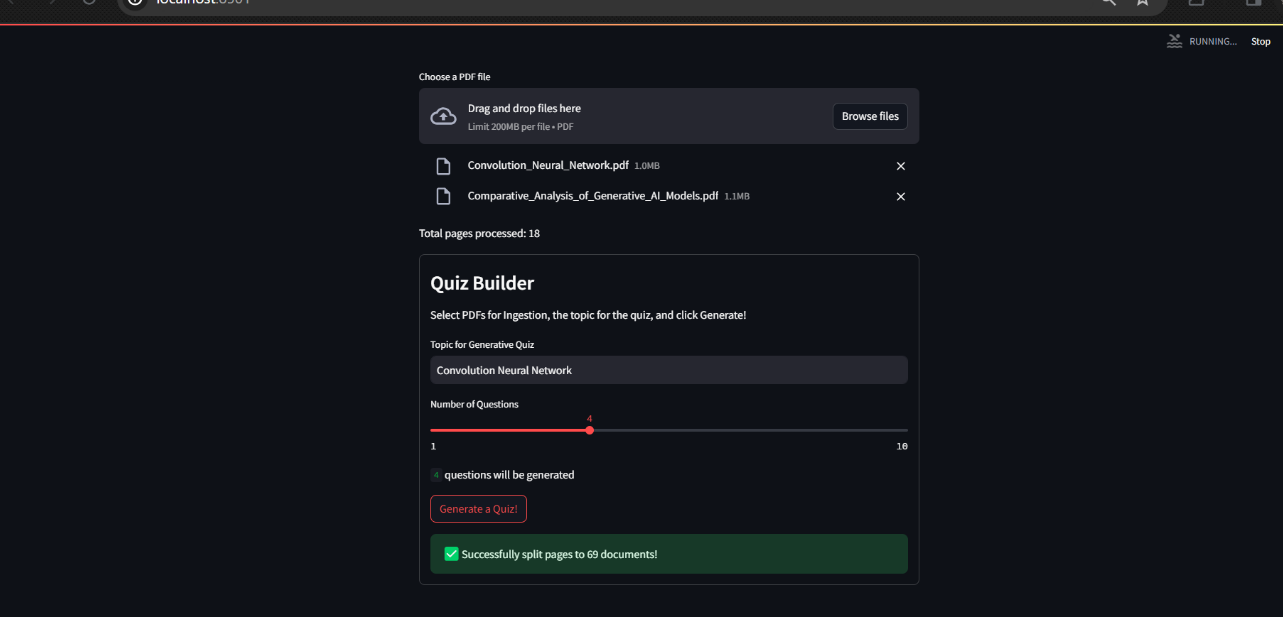 RUNNING... Stop
Choose a PDF file
Drag and drop files here
Limit 200MB per file • PDF
Browse files
Convolution_Neural_Network.pdf 1.0MB
Comparative_Analysis_of_Generative_AI_Models.pdf 1.1MB
Total pages processed: 18
Quiz Builder
Select PDFs for Ingestion, the topic for the quiz, and click Generate!
Topic for Generative Quiz
Convolution Neural Network
Number of Questions
4
1 10
4 questions will be generated
Generate a Quiz!
Successfully split pages to 69 documents!